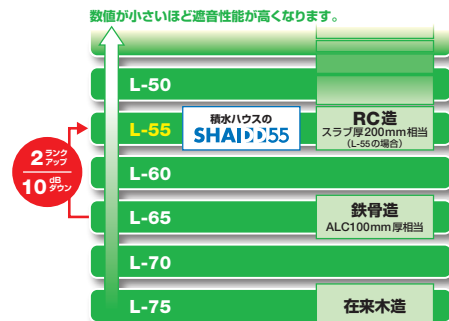 数値が小さいほど遮音性能が高くなります。
L-50
L-55
積水ハウスの
SHAIDD55
RC造
スラブ厚200mm相当
(L-55の場合)
2ランクアップ
10dBダウン
L-60
L-65
鉄骨造
ALC100mm厚相当
L-70
L-75
在来木造